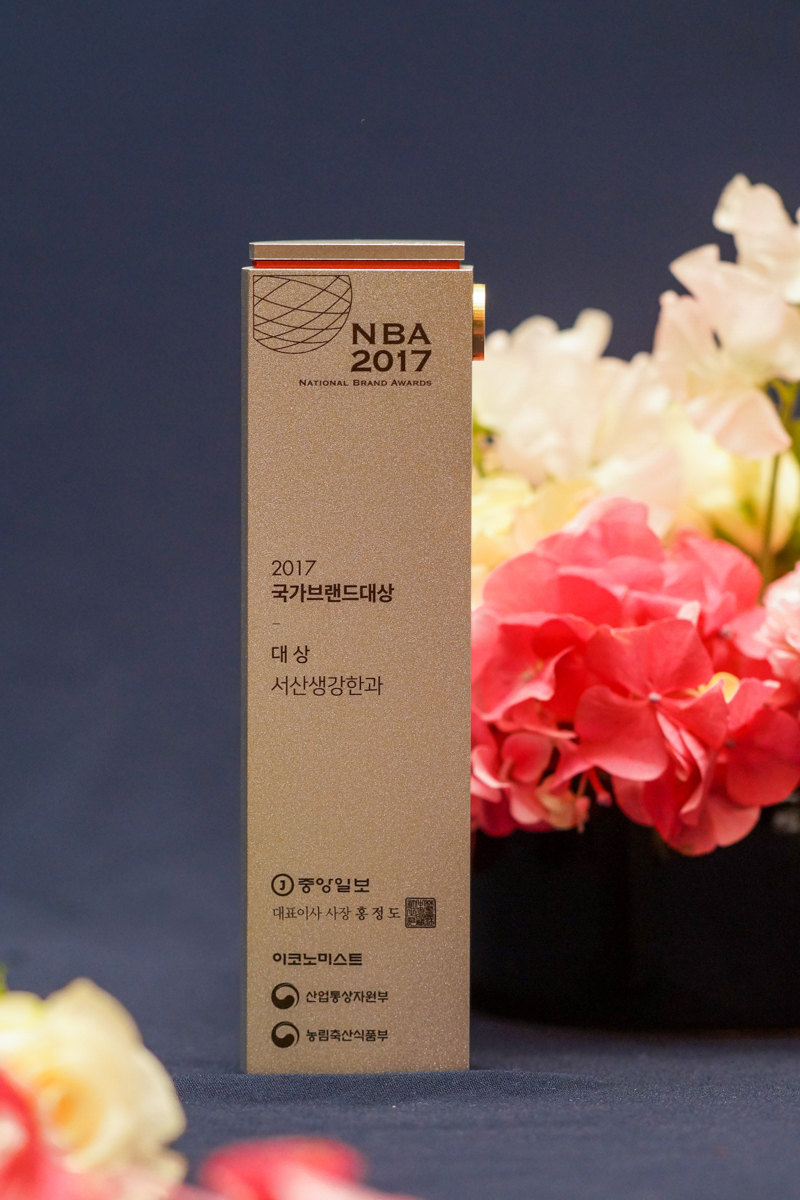 NBA
2017
NATIONAL BRAND AWARDS
2017
국가브랜드대상
–
대 상
서산생강한과
J 중앙일보
대표이사 사장 홍 정 도
이코노미스트
산업통상자원부
농림축산식품부